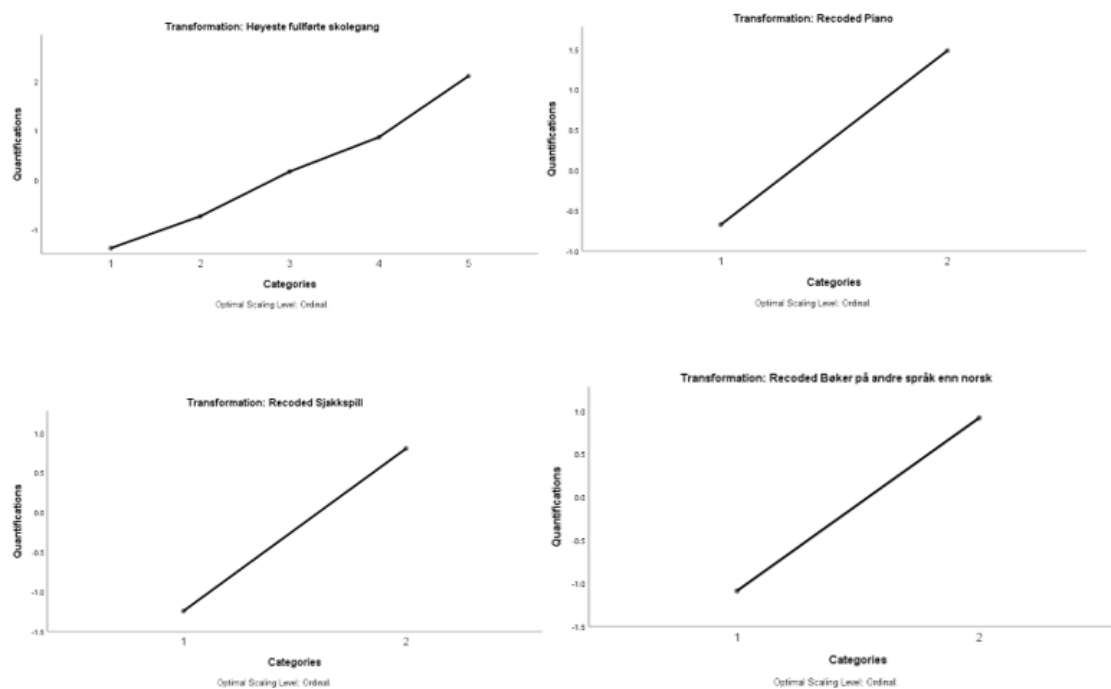 Transformation: Høyeste fullførte skolegang
Quantifications
2
1
0
-1
1 2 3 4 5
Categories
Optimal Scaling Level: Ordinal
Transformation: Recoded Piano
Quantifications
1.5
1.0
0.5
0.0
-0.5
-1.0
1 2
Categories
Optimal Scaling Level: Ordinal
Transformation: Recoded Sjakkspill
Quantifications
1.0
0.5
0.0
-0.5
-1.0
-1.5
1 2
Categories
Optimal Scaling Level: Ordinal
Transformation: Recoded Bøker på andre språk enn norsk
Quantifications
1.0
0.5
0.0
-0.5
-1.0
-1.5
1 2
Categories
Optimal Scaling Level: Ordinal